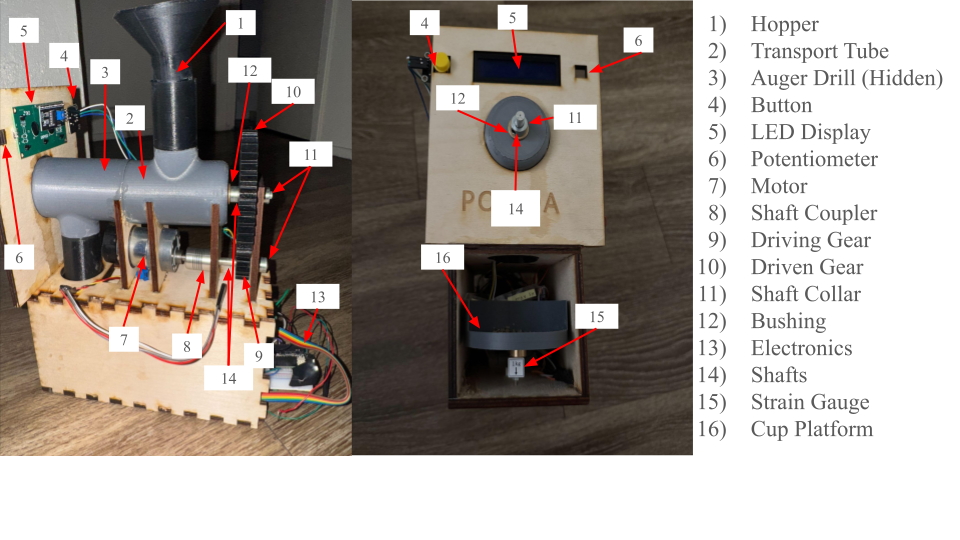 5
4
3
2
1
12
10
11
6
7
8
14
9
13
4
5
6
12
11
14
16
15
1) Hopper
2) Transport Tube
3) Auger Drill (Hidden)
4) Button
5) LED Display
6) Potentiometer
7) Motor
8) Shaft Coupler
9) Driving Gear
10) Driven Gear
11) Shaft Collar
12) Bushing
13) Electronics
14) Shafts
15) Strain Gauge
16) Cup Platform